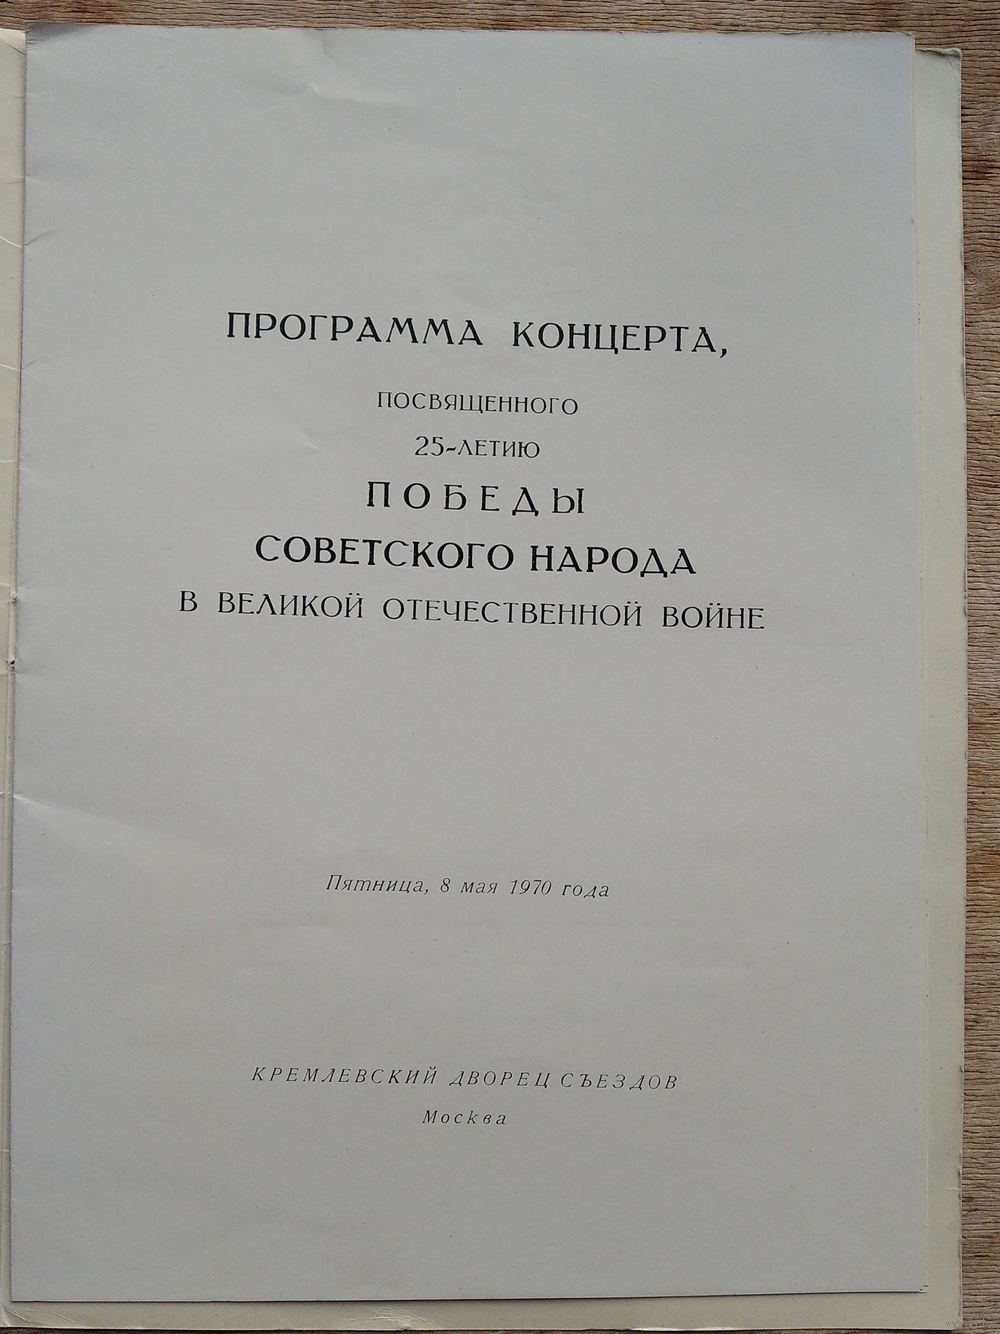 ПРОГРАММА КОНЦЕРТА,
ПОСВЯЩЕННОГО
25-ЛЕТИЮ
ПОБЕДЫ
СОВЕТСКОГО НАРОДА
В ВЕЛИКОЙ ОТЕЧЕСТВЕННОЙ ВОЙНЕ
Пятница, 8 мая 1970 года
КРЕМЛЕВСКИЙ ДВОРЕЦ СЪЕЗДОВ
Москва